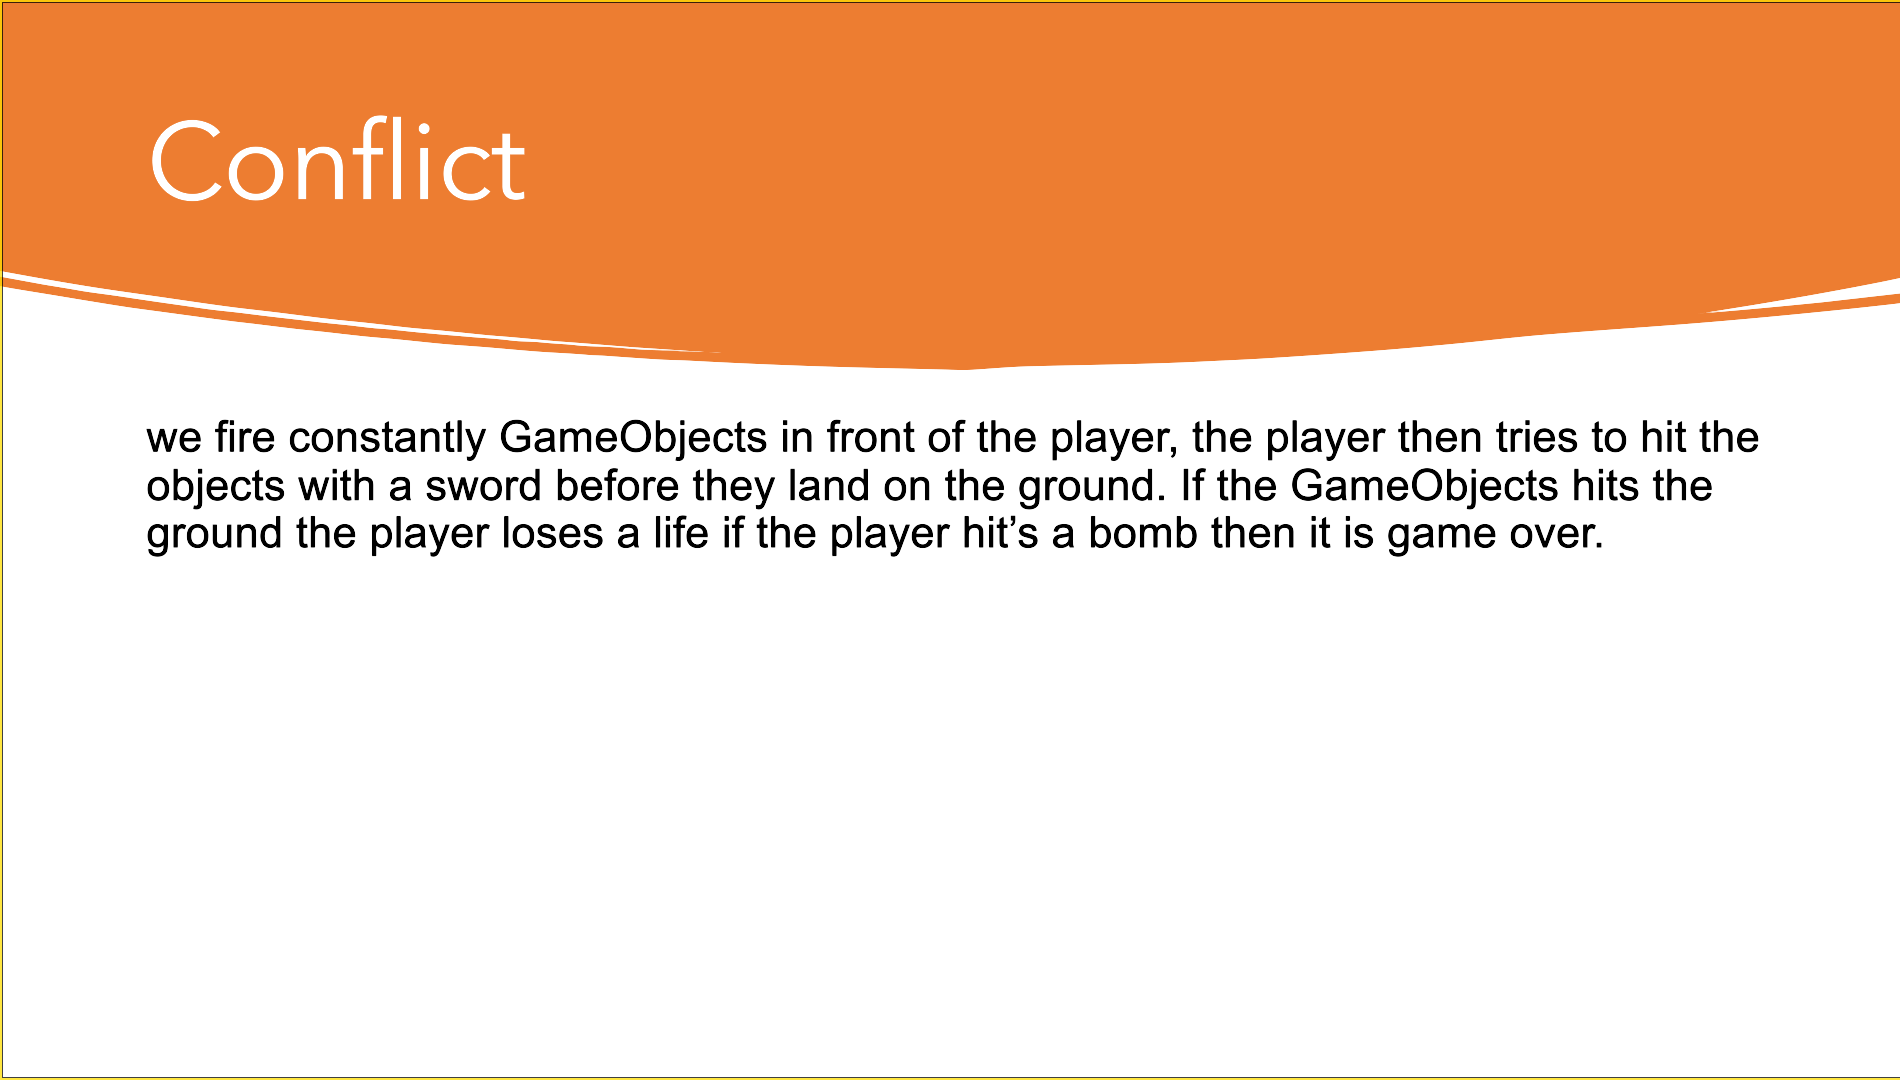 Conflict
we fire constantly GameObjects in front of the player, the player then tries to hit the
objects with a sword before they land on the ground. If the GameObjects hits the
ground the player loses a life if the player hit’s a bomb then it is game over.